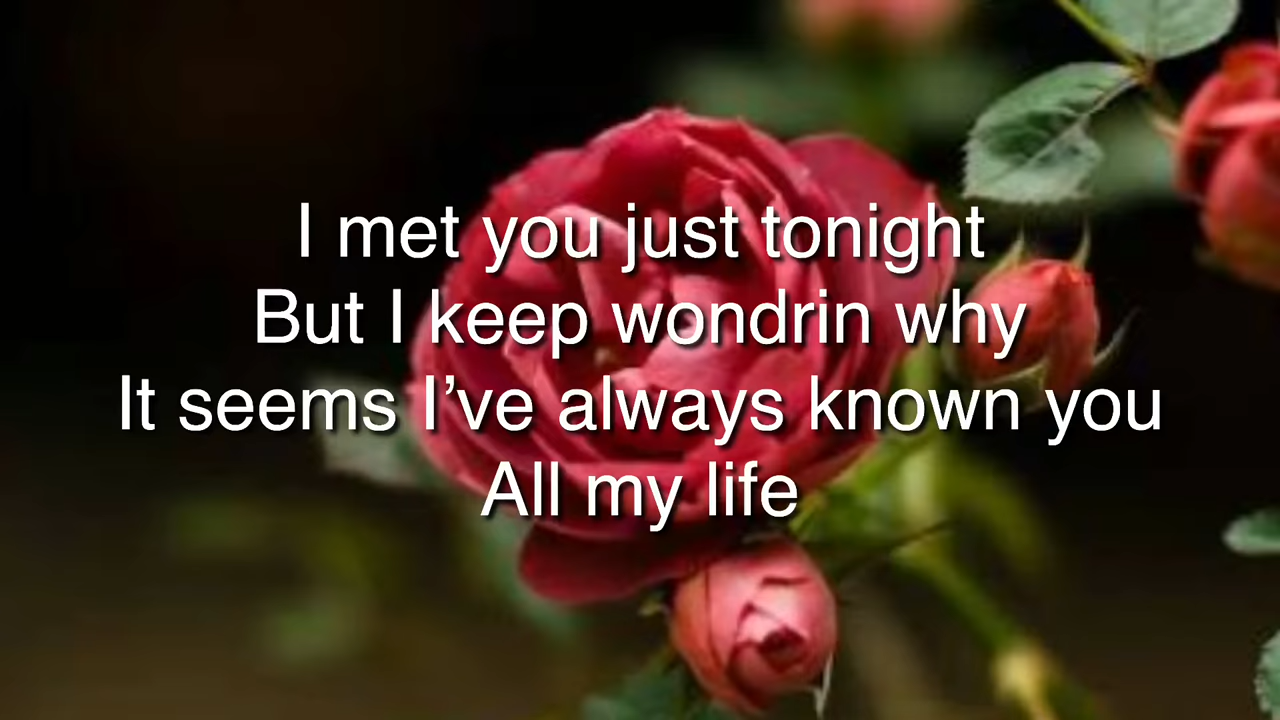 I met you just tonight
But I keep wondrin why
It seems I’ve always known you
All my life